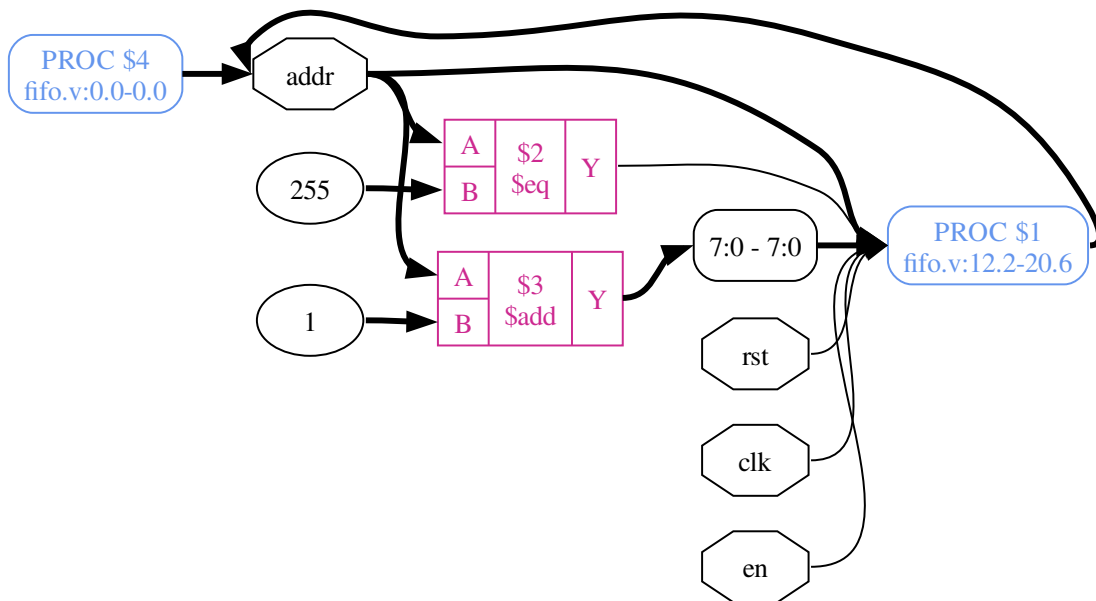 PROC $4
fifo.v:0.0-0.0
addr
255
A
B
$2
$eq
Y
1
A
B
$3
$add
Y
7:0 - 7:0
PROC $1
fifo.v:12.2-20.6
rst
clk
en